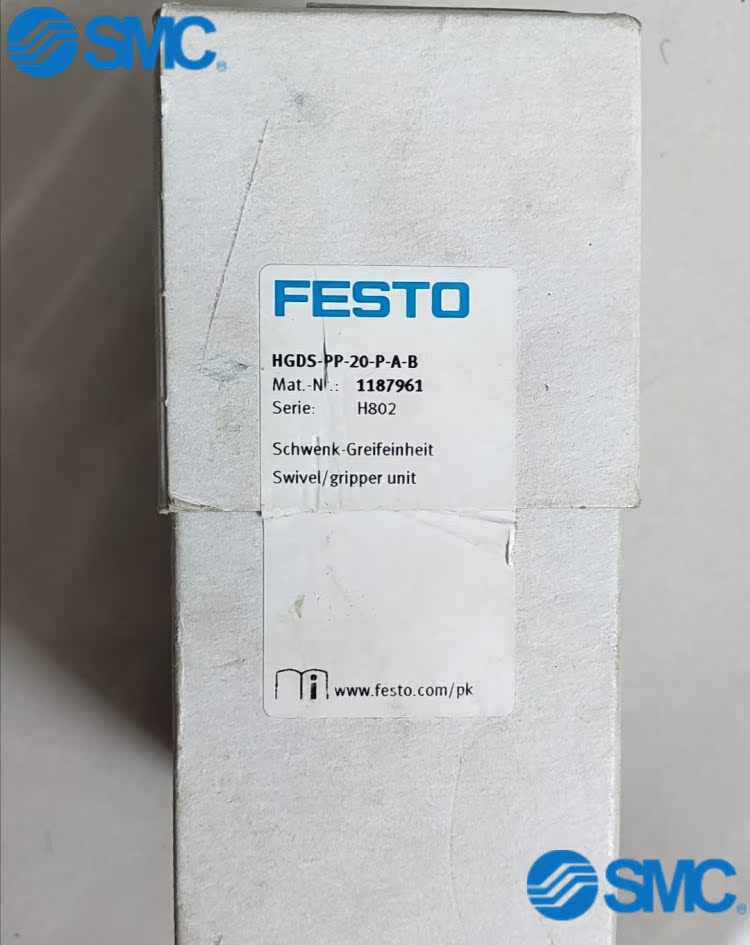 SMC
FESTO
HGDS-PP-20-P-A-B
Mat.-Nr.: 1187961
Serie: H802
Schwenk-Greifeinheit
Swivel/gripper unit
i www.festo.com/pk
SMC